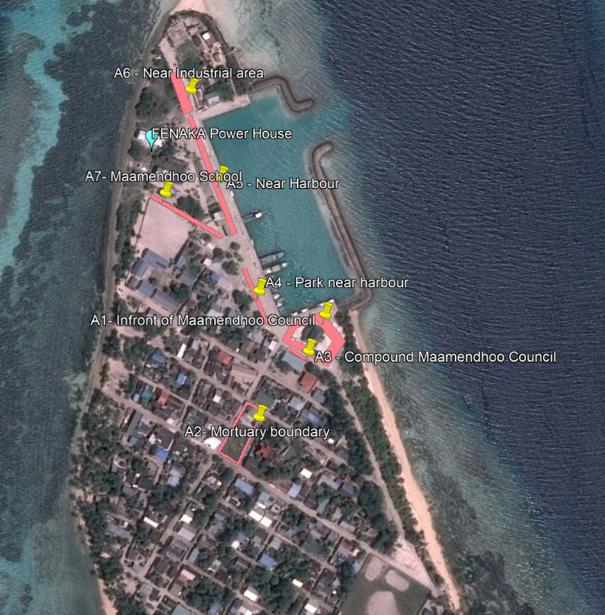 A6 - Near Industrial area
FENAKA Power House
A7- Maamendhoo School
A5 - Near Harbour
A4 - Park near harbour
A1- Infront of Maamendhoo Council
A3 - Compound Maamendhoo Council
A2- Mortuary boundary